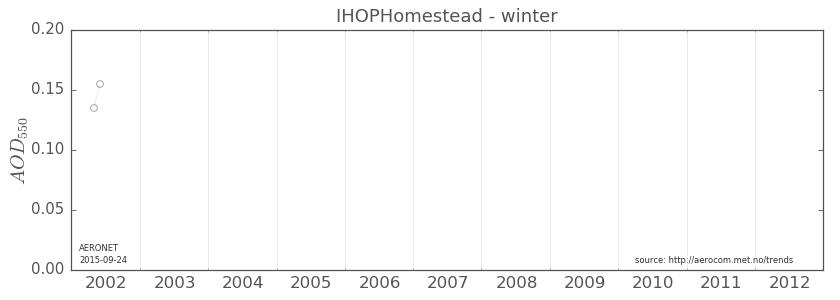 IHOPHomestead - winter
0.20
0.15
0.10
0.05
0.00
AOD550
AERONET
2015-09-24
source: http://aerocom.met.no/trends
2002 2003 2004 2005 2006 2007 2008 2009 2010 2011 2012